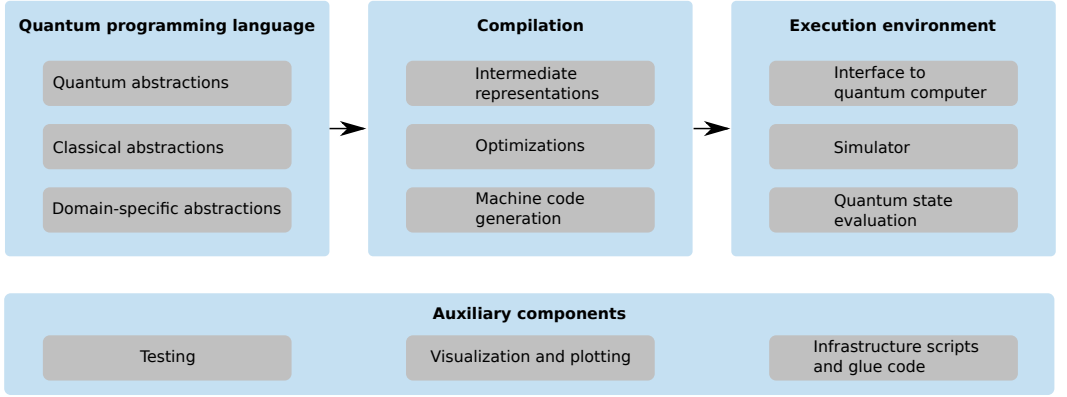 Quantum programming language
Quantum abstractions
Classical abstractions
Domain-specific abstractions
Compilation
Intermediate
representations
Optimizations
Machine code
generation
Execution environment
Interface to
quantum computer
Simulator
Quantum state
evaluation
Auxiliary components
Testing
Visualization and plotting
Infrastructure scripts
and glue code